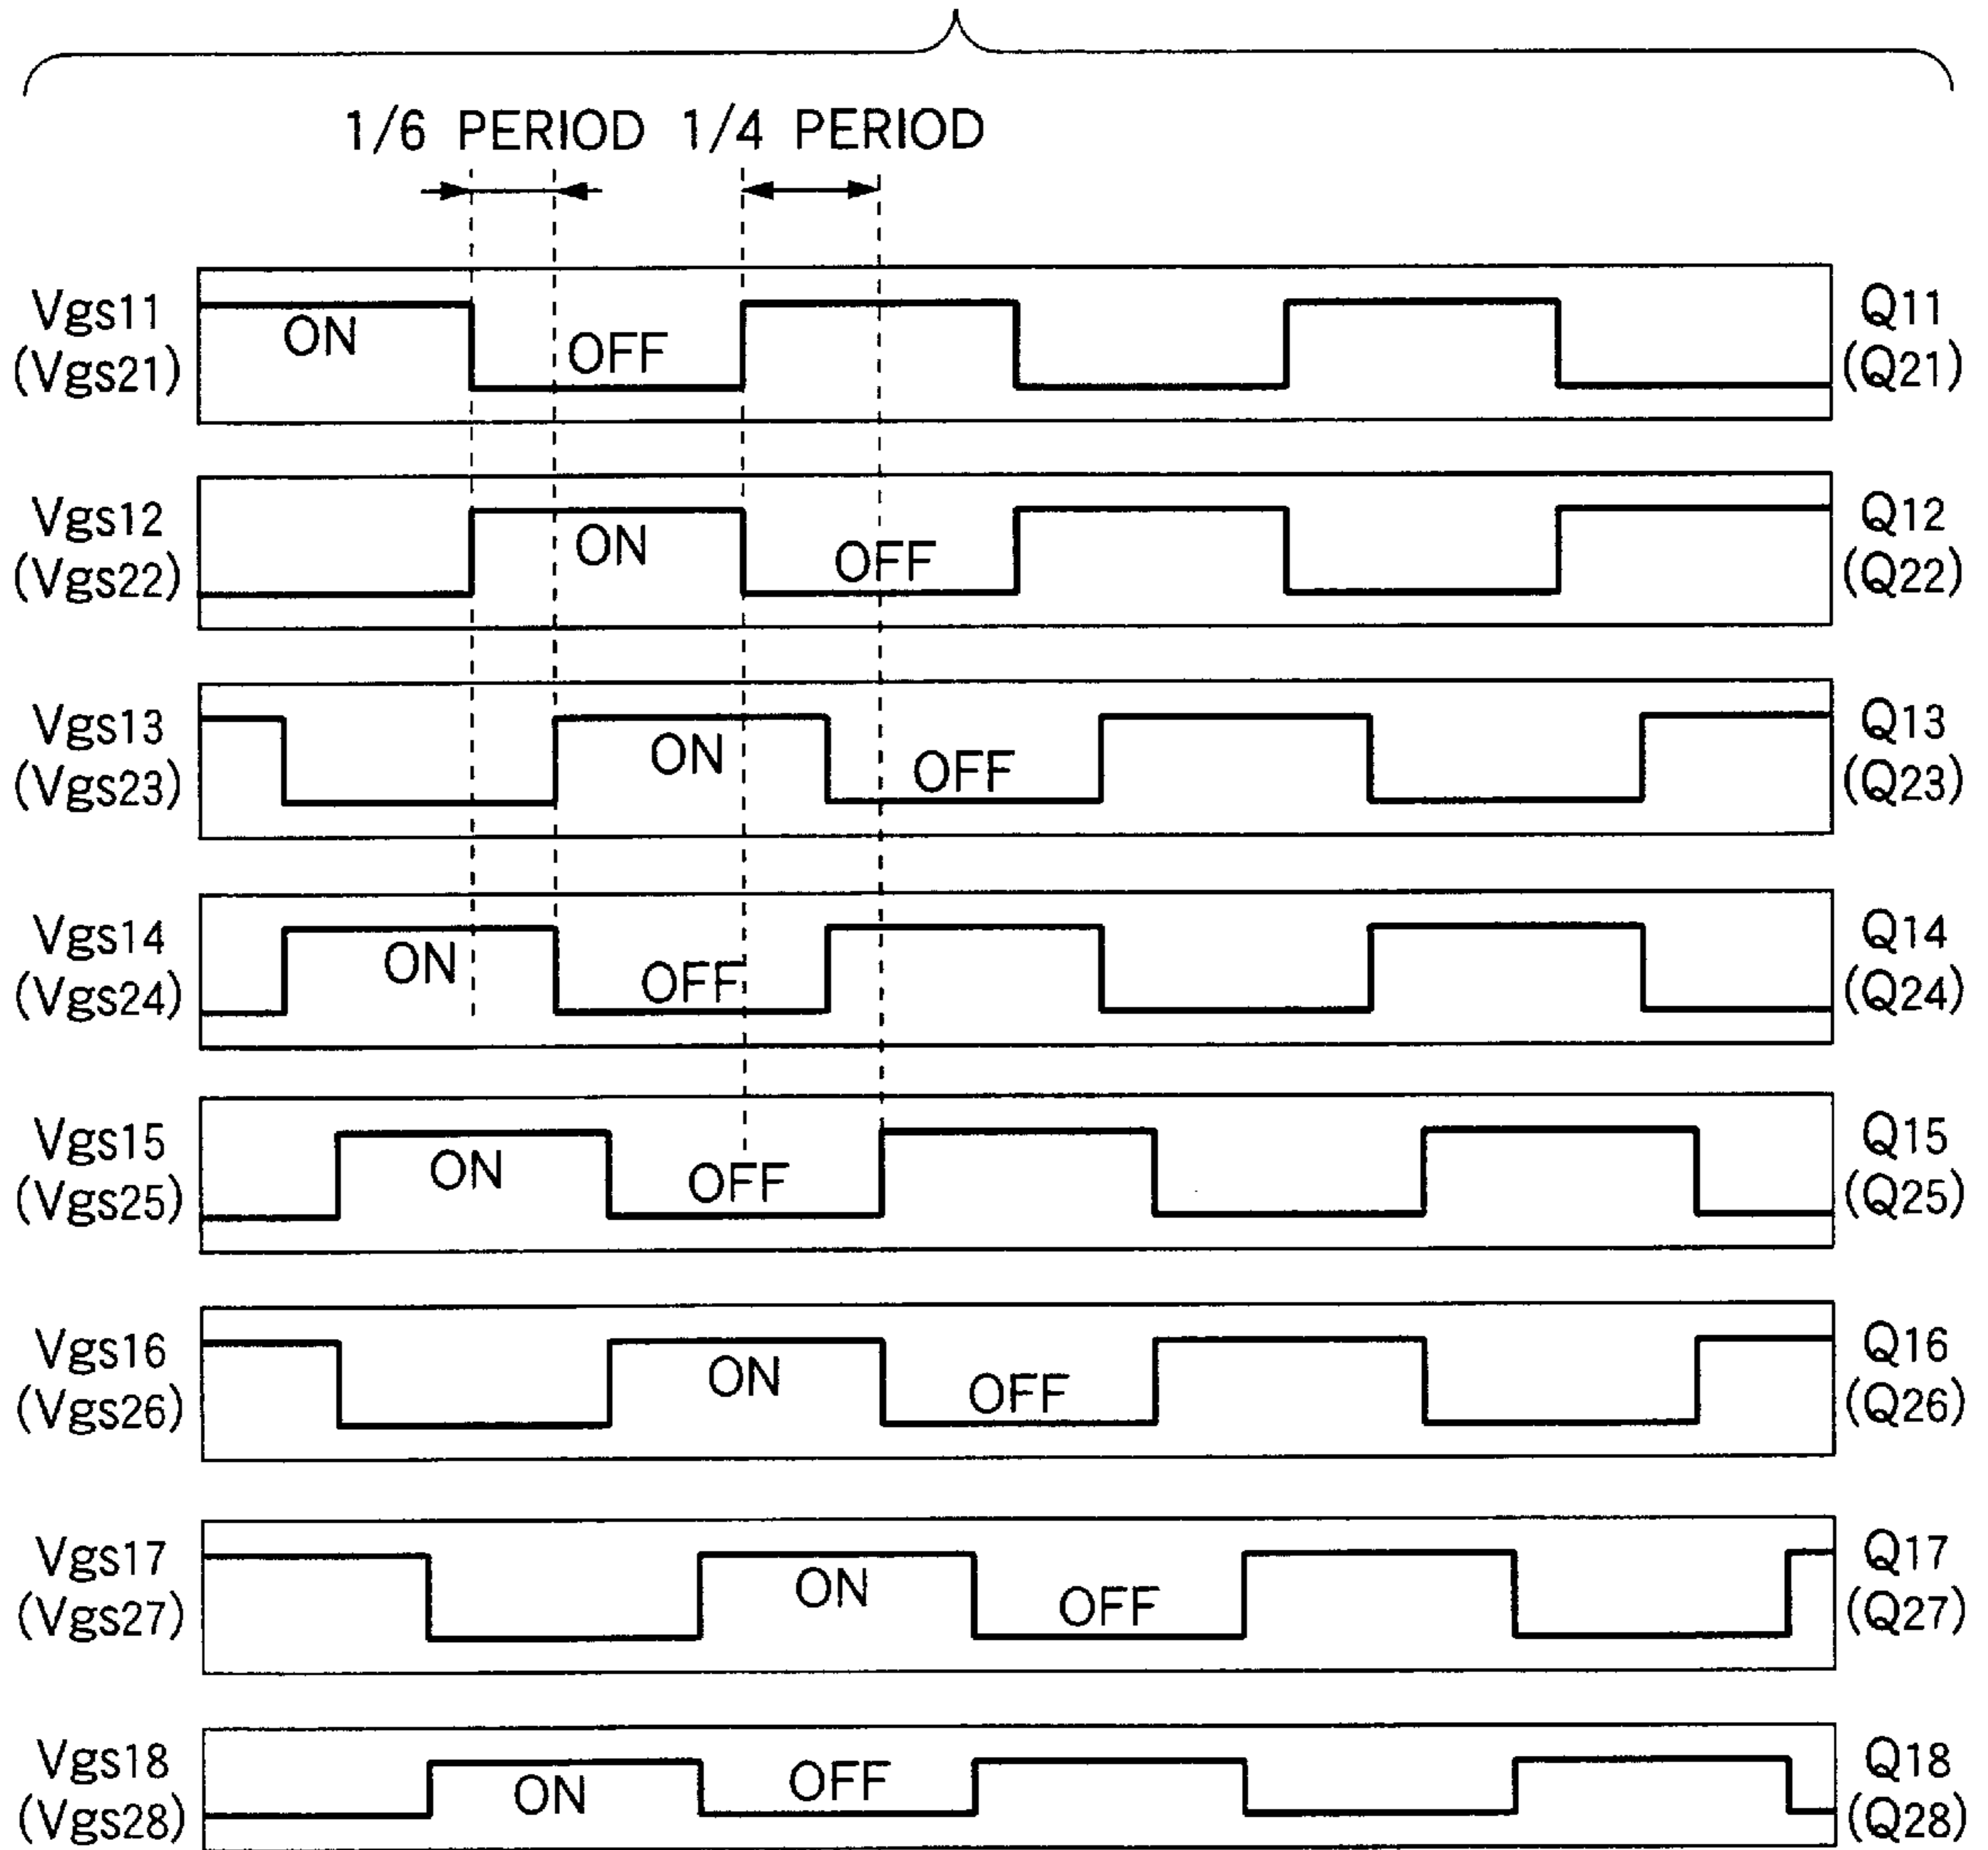 1/6 PERIOD 1/4 PERIOD
Vgs11 Q11
(Vgs21) ON OFF (Q21)
Vgs12 Q12
(Vgs22) ON OFF (Q22)
Vgs13 Q13
(Vgs23) ON OFF (Q23)
Vgs14 Q14
(Vgs24) ON OFF (Q24)
Vgs15 Q15
(Vgs25) ON OFF (Q25)
Vgs16 Q16
(Vgs26) ON OFF (Q26)
Vgs17 Q17
(Vgs27) ON OFF (Q27)
Vgs18 Q18
(Vgs28) ON OFF (Q28)